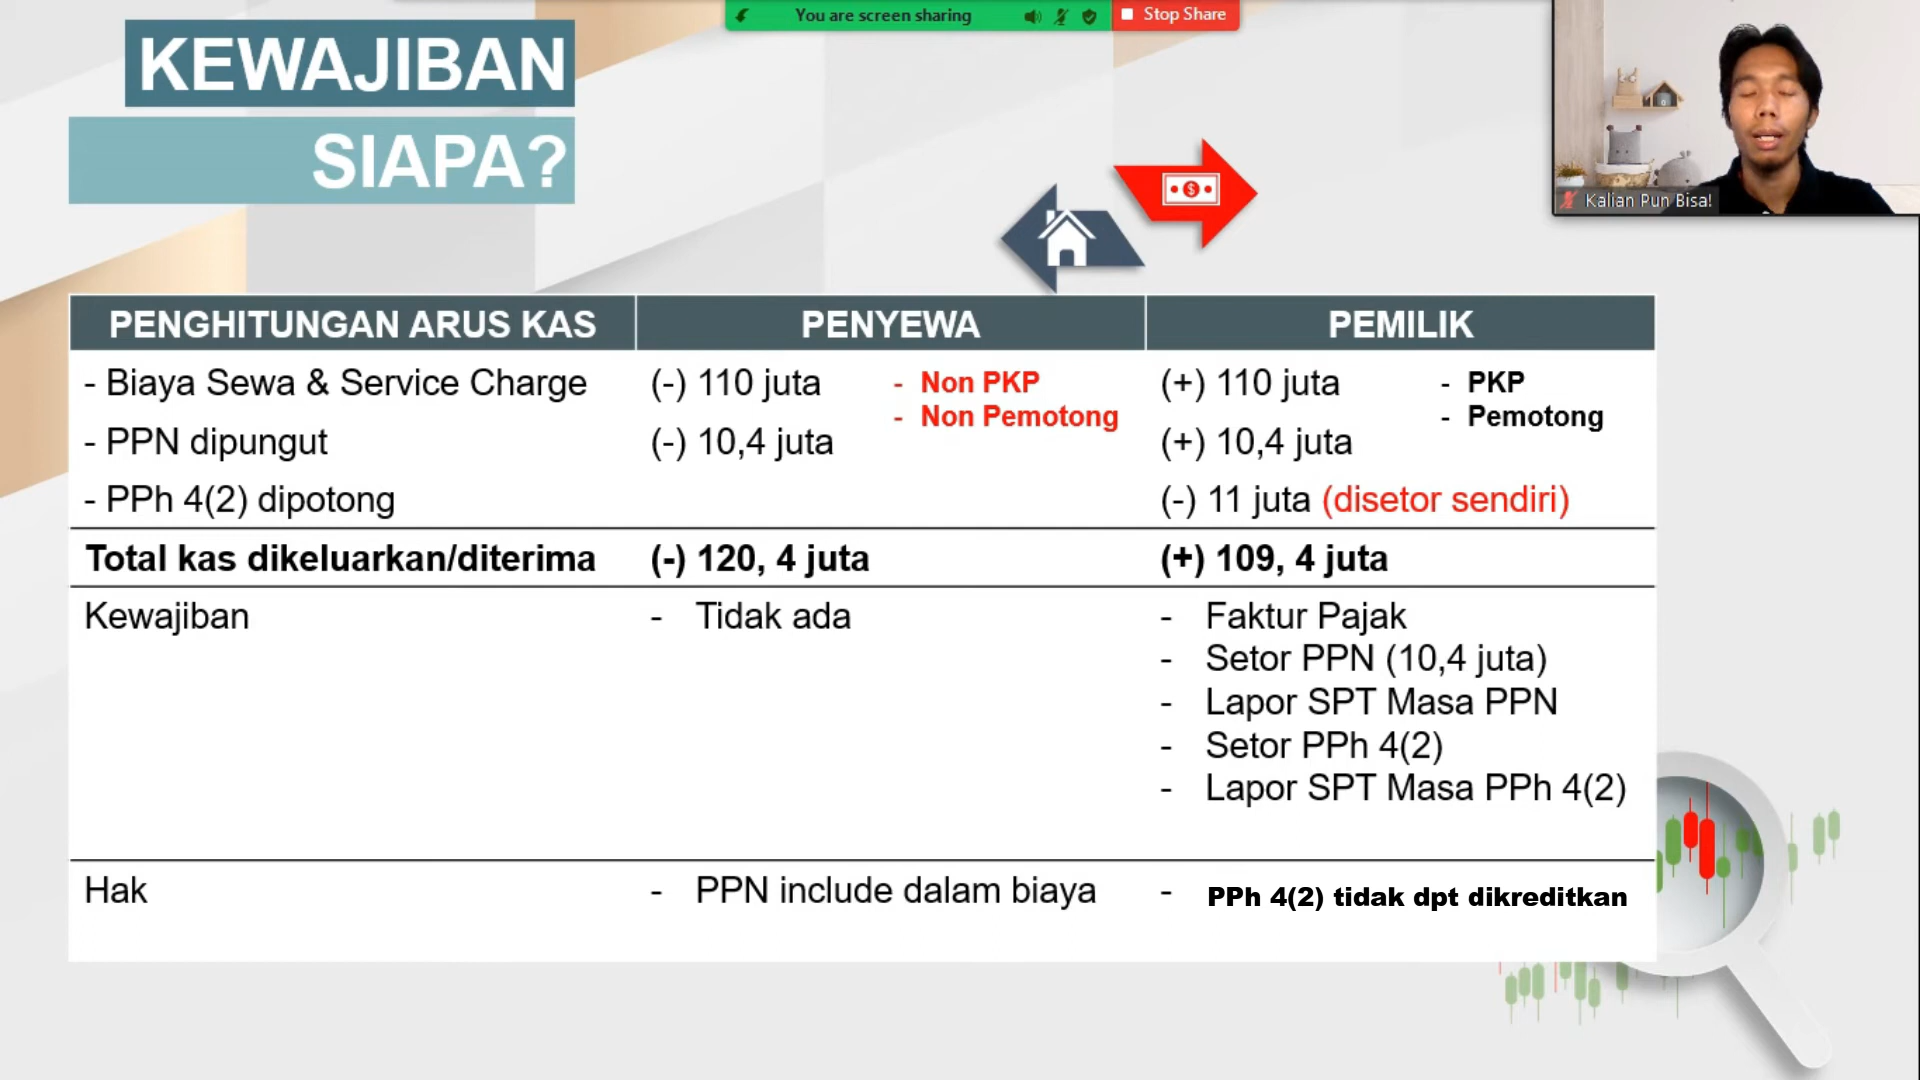 You are screen sharing
Stop Share
KEWAJIBAN
SIAPA?
Kalian Pun Bisa!
PENGHITUNGAN ARUS KAS PENYEWA PEMILIK
- Biaya Sewa & Service Charge (-) 110 juta - Non PKP (+) 110 juta - PKP
- Non Pemotong - Pemotong
- PPN dipungut (-) 10,4 juta (+) 10,4 juta
- PPh 4(2) dipotong (-) 11 juta (disetor sendiri)
Total kas dikeluarkan/diterima (-) 120, 4 juta (+) 109, 4 juta
Kewajiban - Tidak ada - Faktur Pajak
- Setor PPN (10,4 juta)
- Lapor SPT Masa PPN
- Setor PPh 4(2)
- Lapor SPT Masa PPh 4(2)
Hak - PPN include dalam biaya - PPh 4(2) tidak dpt dikreditkan